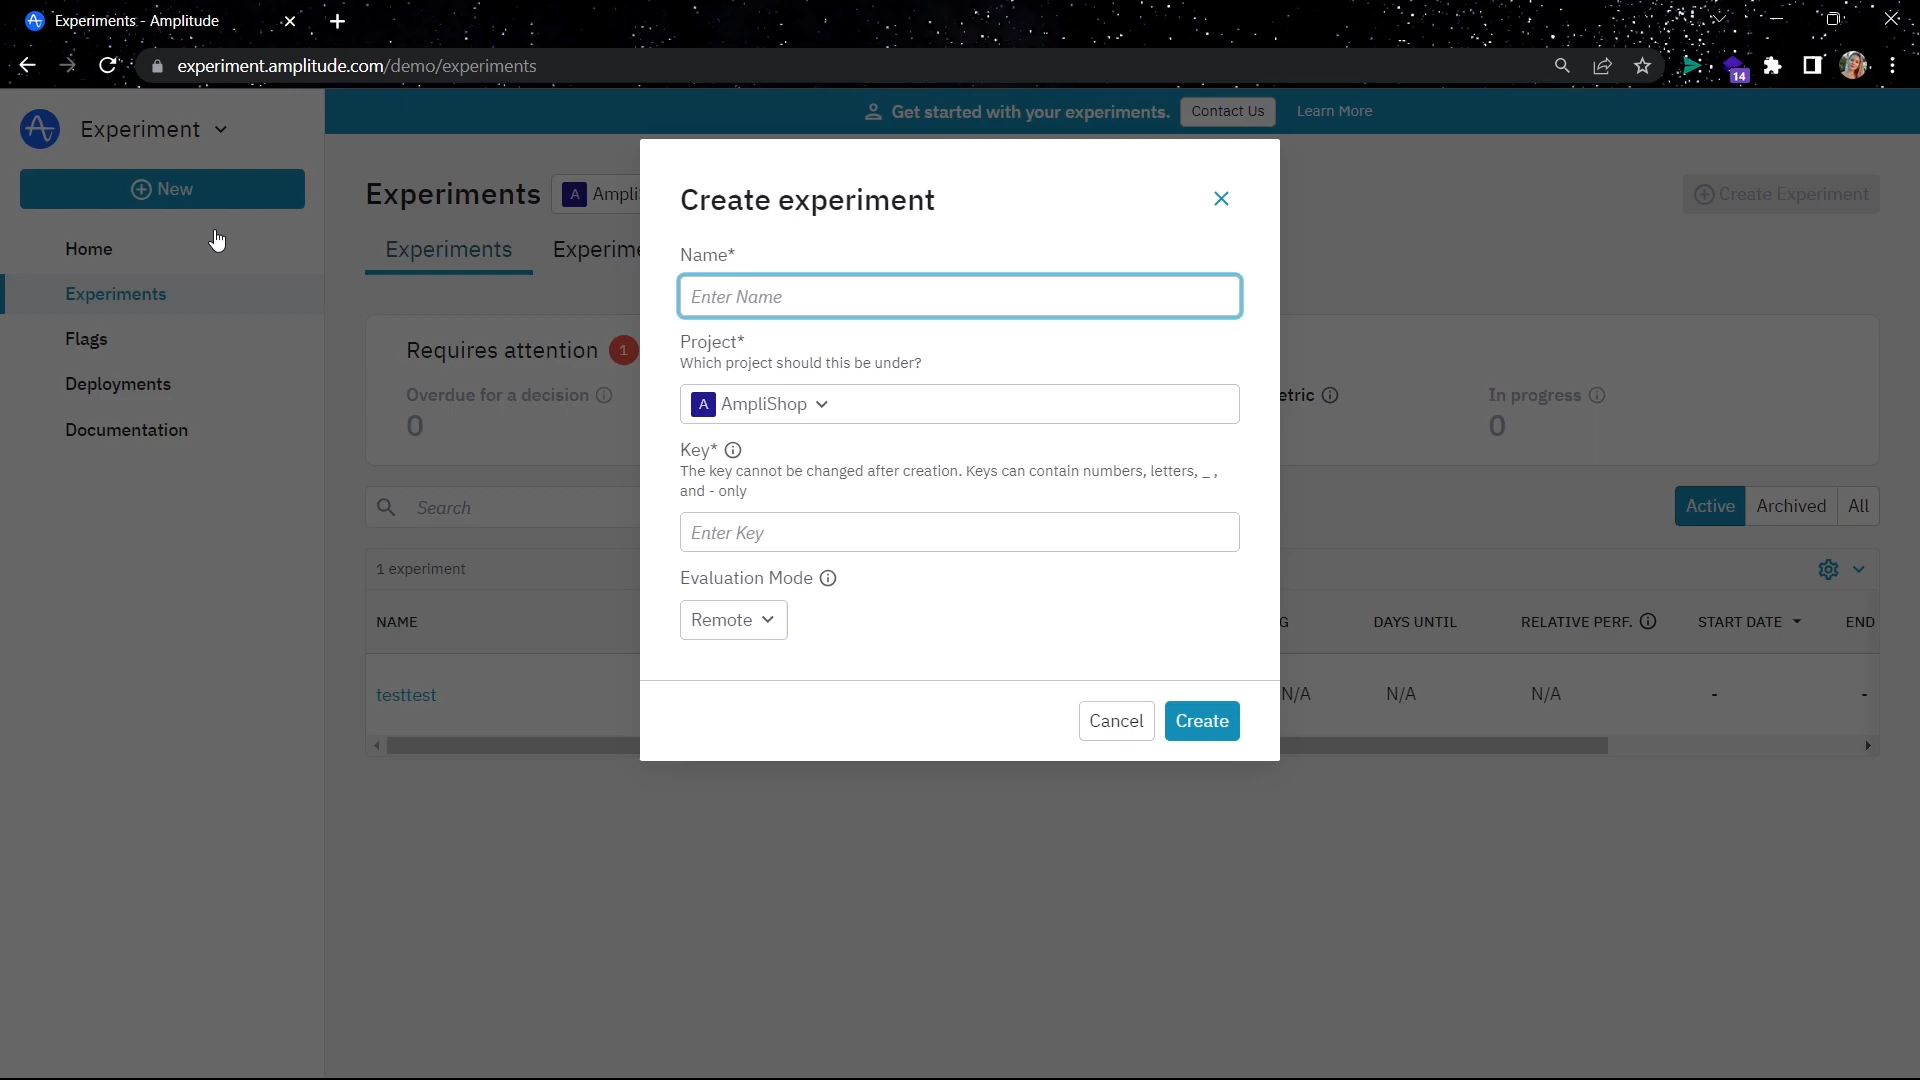 Experiments - Amplitude
experiment.amplitude.com/demo/experiments
14
Experiment
New
Home
Experiments
Flags
Deployments
Documentation
Get started with your experiments. Contact Us Learn More
Experiments A Ampli
Create Experiment
Experiments Experime
Requires attention 1
Overdue for a decision
0
etric
In progress
0
Search
Active Archived All
1 experiment
NAME G DAYS UNTIL RELATIVE PERF. START DATE END
testtest N/A N/A N/A - -
Create experiment
Name*
Enter Name
Project*
Which project should this be under?
A AmpliShop
Key*
The key cannot be changed after creation. Keys can contain numbers, letters, _ ,
and - only
Enter Key
Evaluation Mode
Remote
Cancel Create